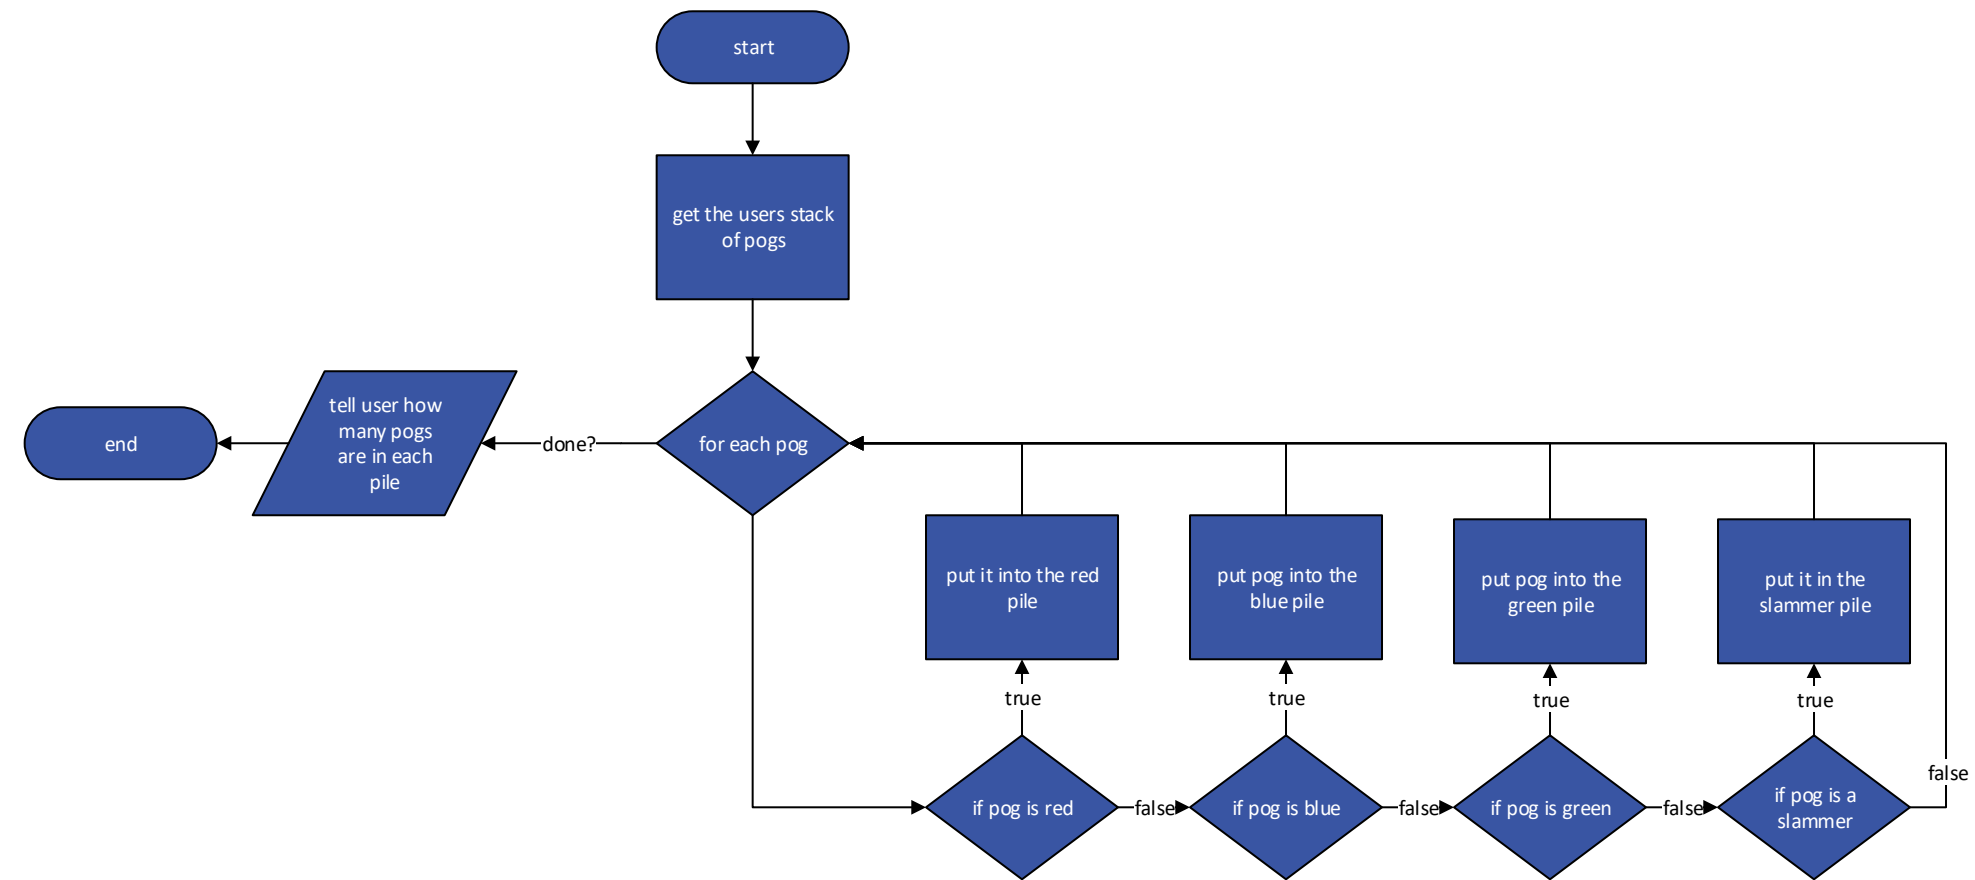 start
get the users stack
of pogs
for each pog
done?
tell user how
many pogs
are in each
pile
end
put it into the red
pile
put pog into the
blue pile
put pog into the
green pile
put it in the
slammer pile
true
true
true
true
if pog is red
false
if pog is blue
false
if pog is green
false
if pog is a
slammer
false